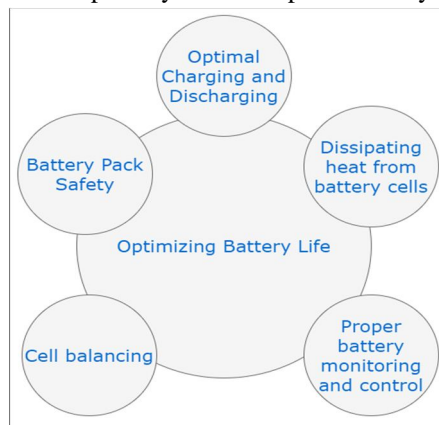 Optimal
Charging and
Discharging
Battery Pack
Safety
Dissipating
heat from
battery cells
Optimizing Battery Life
Cell balancing
Proper
battery
monitoring
and control